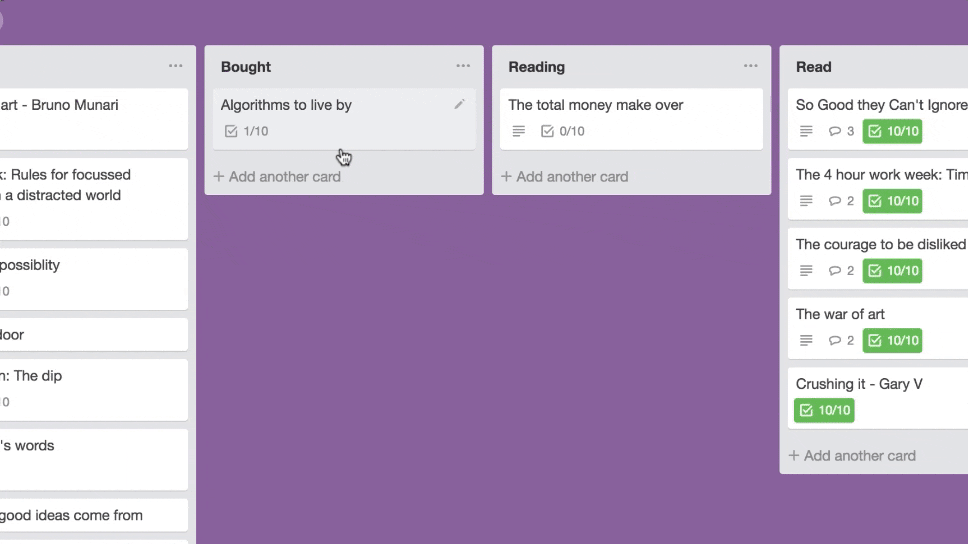 art - Bruno Munari
: Rules for focussed
a distracted world
possiblity
door
: The dip
's words
good ideas come from
Bought
Algorithms to live by
1/10
+ Add another card
Reading
The total money make over
0/10
+ Add another card
Read
So Good they Can't Ignore
3
10/10
The 4 hour work week: Tim
2
10/10
The courage to be disliked
2
10/10
The war of art
2
10/10
Crushing it - Gary V
10/10
+ Add another card